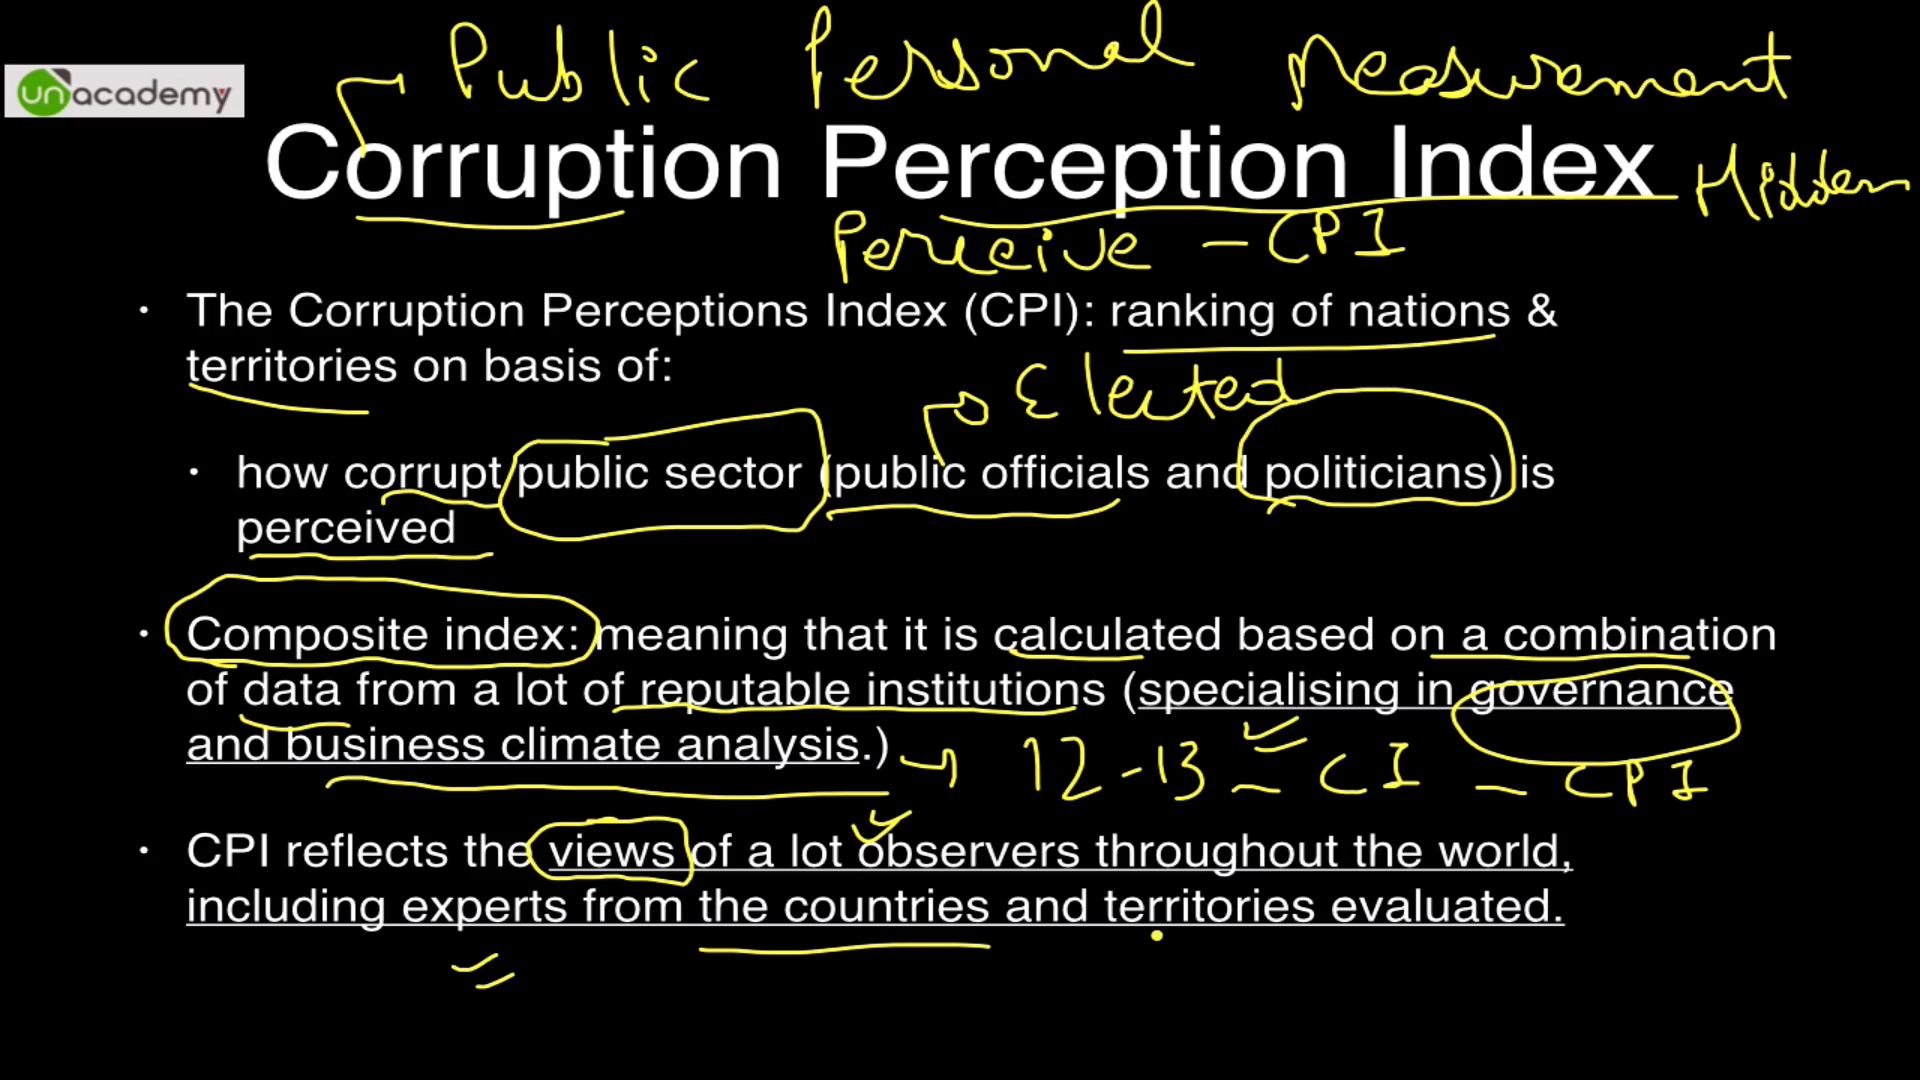 Public Personal Measurement
unacademy
Corruption Perception Index
Hidden
Perceive - CPI
· The Corruption Perceptions Index (CPI): ranking of nations &
territories on basis of:
Elected
· how corrupt public sector (public officials and politicians) is
perceived
· Composite index: meaning that it is calculated based on a combination
of data from a lot of reputable institutions (specialising in governance
and business climate analysis.)
12-13 - CI - CPI
· CPI reflects the views of a lot observers throughout the world,
including experts from the countries and territories evaluated.